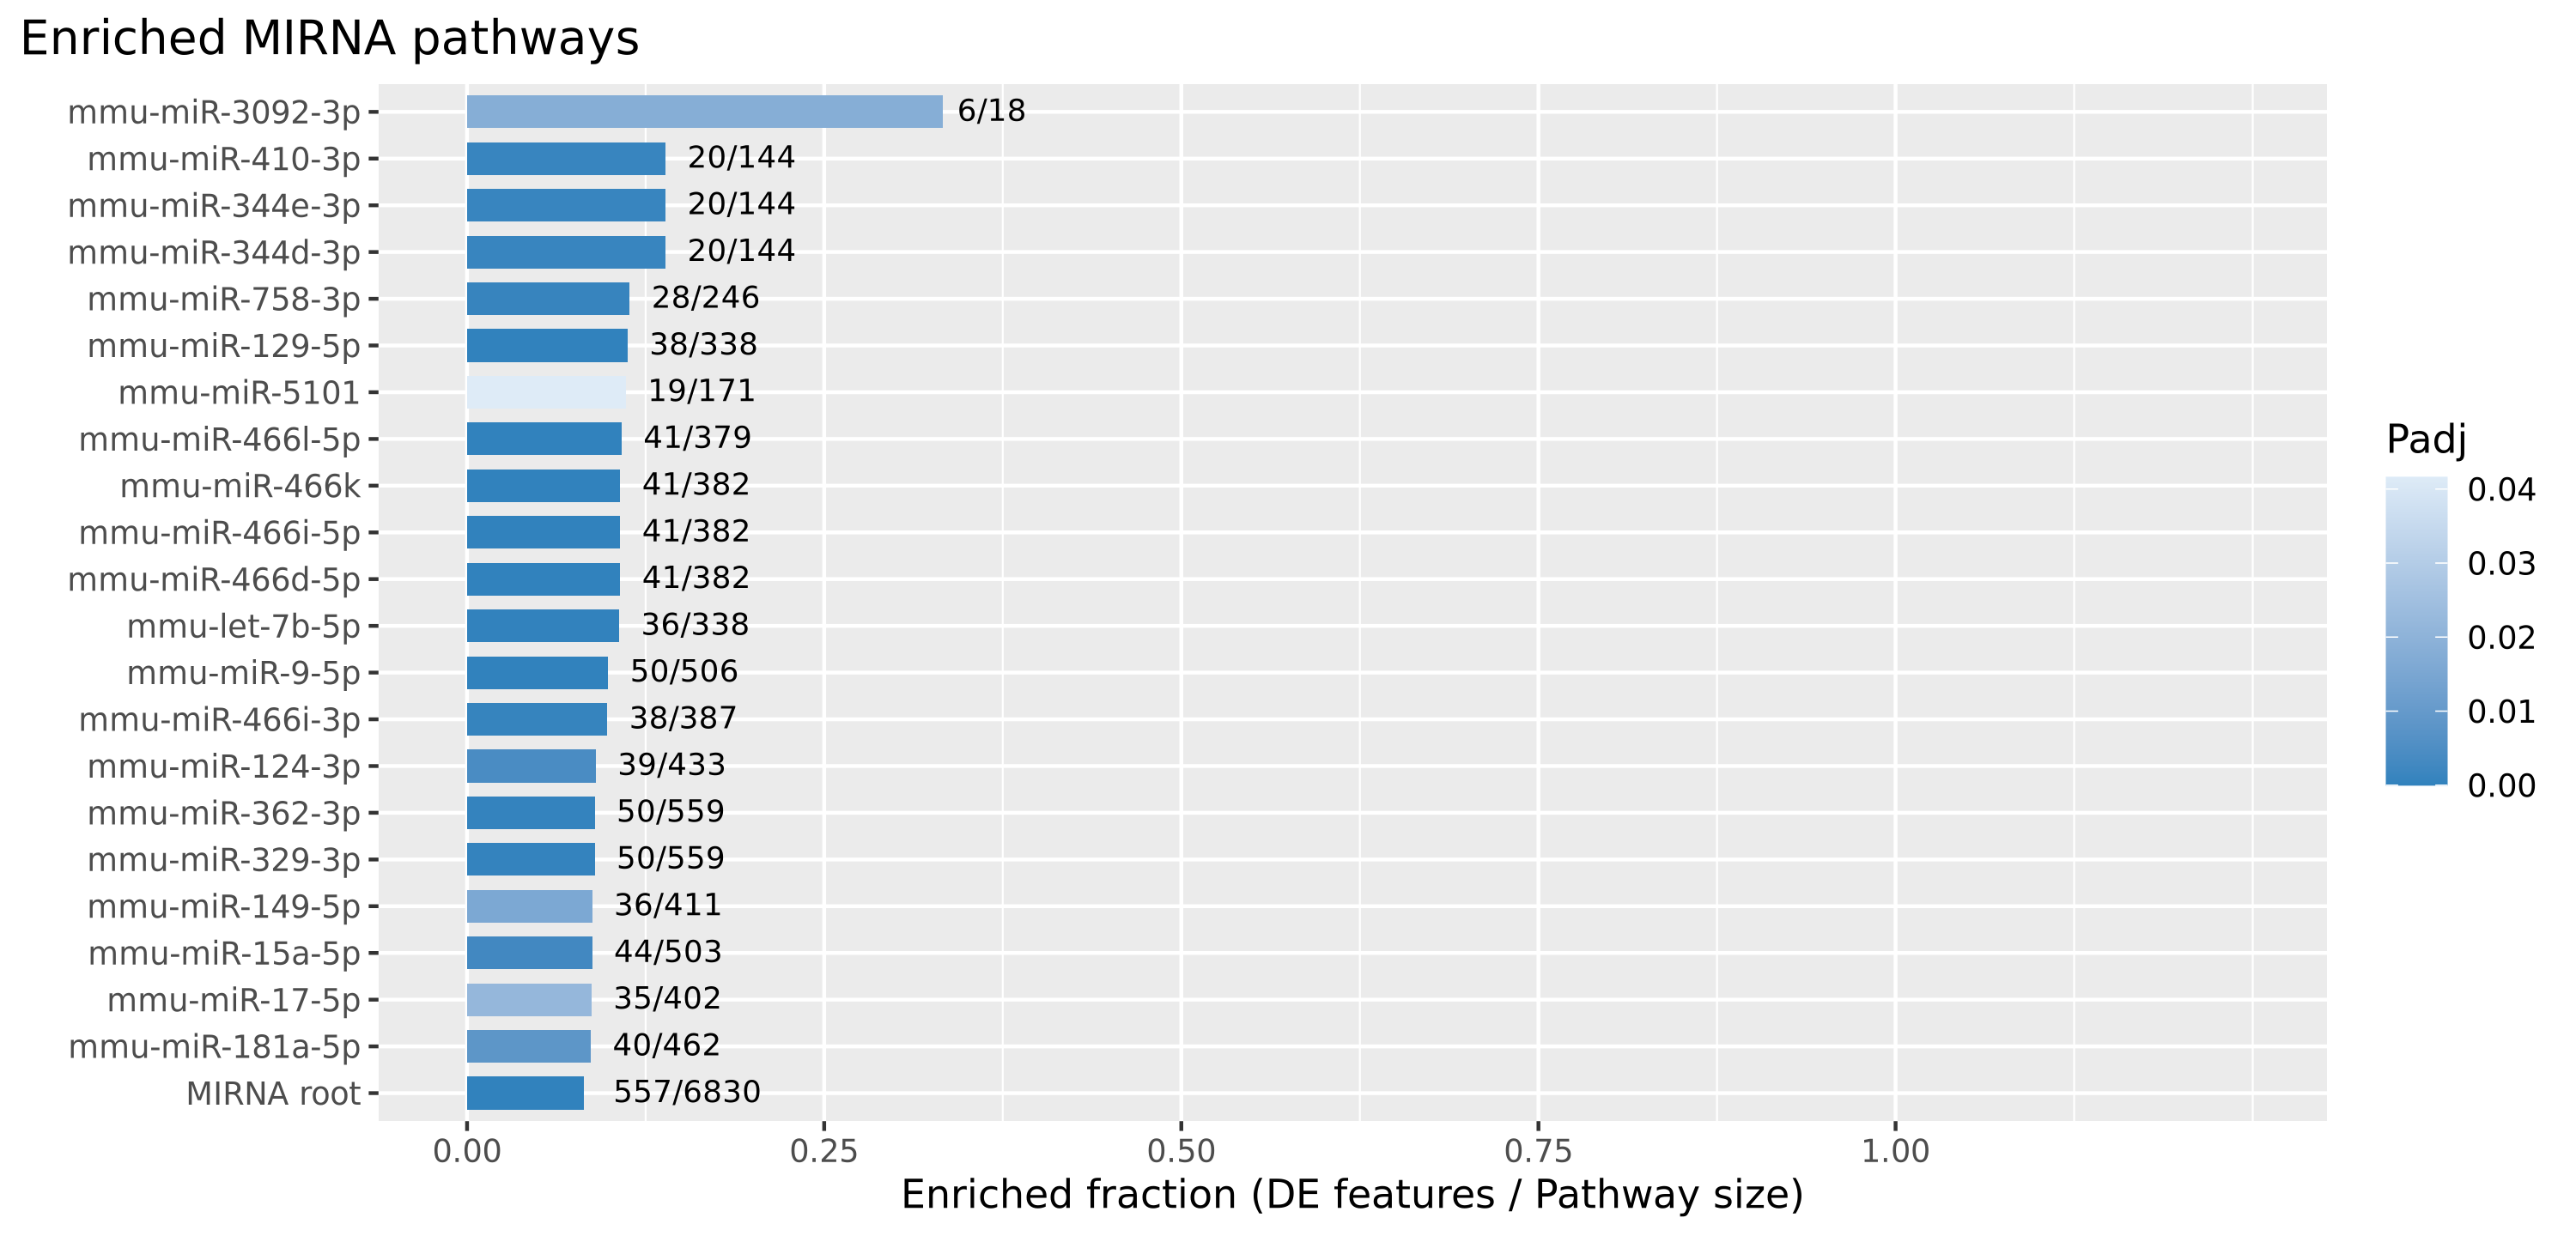 Enriched MIRNA pathways
mmu-miR-3092-3p 6/18
mmu-miR-410-3p 20/144
mmu-miR-344e-3p 20/144
mmu-miR-344d-3p 20/144
mmu-miR-758-3p 28/246
mmu-miR-129-5p 38/338
mmu-miR-5101 19/171
mmu-miR-466l-5p 41/379
mmu-miR-466k 41/382
mmu-miR-466i-5p 41/382
mmu-miR-466d-5p 41/382
mmu-let-7b-5p 36/338
mmu-miR-9-5p 50/506
mmu-miR-466i-3p 38/387
mmu-miR-124-3p 39/433
mmu-miR-362-3p 50/559
mmu-miR-329-3p 50/559
mmu-miR-149-5p 36/411
mmu-miR-15a-5p 44/503
mmu-miR-17-5p 35/402
mmu-miR-181a-5p 40/462
MIRNA root 557/6830
0.00 0.25 0.50 0.75 1.00
Enriched fraction (DE features / Pathway size)
Padj
0.04
0.03
0.02
0.01
0.00